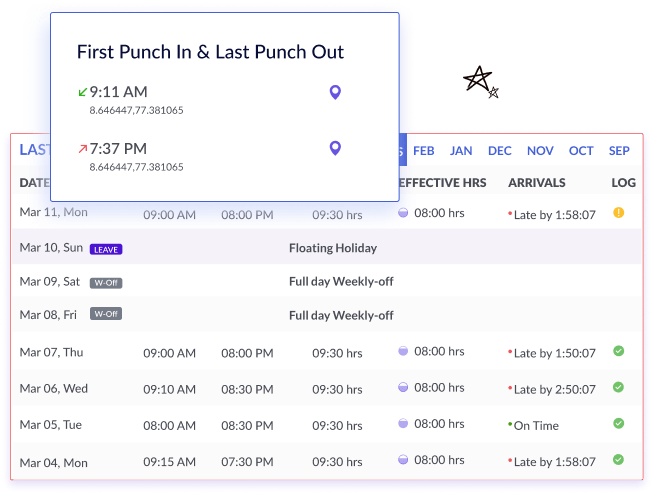 First Punch In & Last Punch Out
9:11 AM
8.646447,77.381065
7:37 PM
8.646447,77.381065
LAST
S FEB JAN DEC NOV OCT SEP
DATE EFFECTIVE HRS ARRIVALS LOG
Mar 11, Mon 09:00 AM 08:00 PM 09:30 hrs 08:00 hrs Late by 1:58:07
Mar 10, Sun LEAVE Floating Holiday
Mar 09, Sat W-Off Full day Weekly-off
Mar 08, Fri W-Off Full day Weekly-off
Mar 07, Thu 09:00 AM 08:00 PM 09:30 hrs 08:00 hrs Late by 1:50:07
Mar 06, Wed 09:10 AM 08:30 PM 09:30 hrs 08:00 hrs Late by 2:50:07
Mar 05, Tue 08:00 AM 08:30 PM 09:30 hrs 08:00 hrs On Time
Mar 04, Mon 09:15 AM 07:30 PM 09:30 hrs 08:00 hrs Late by 1:58:07